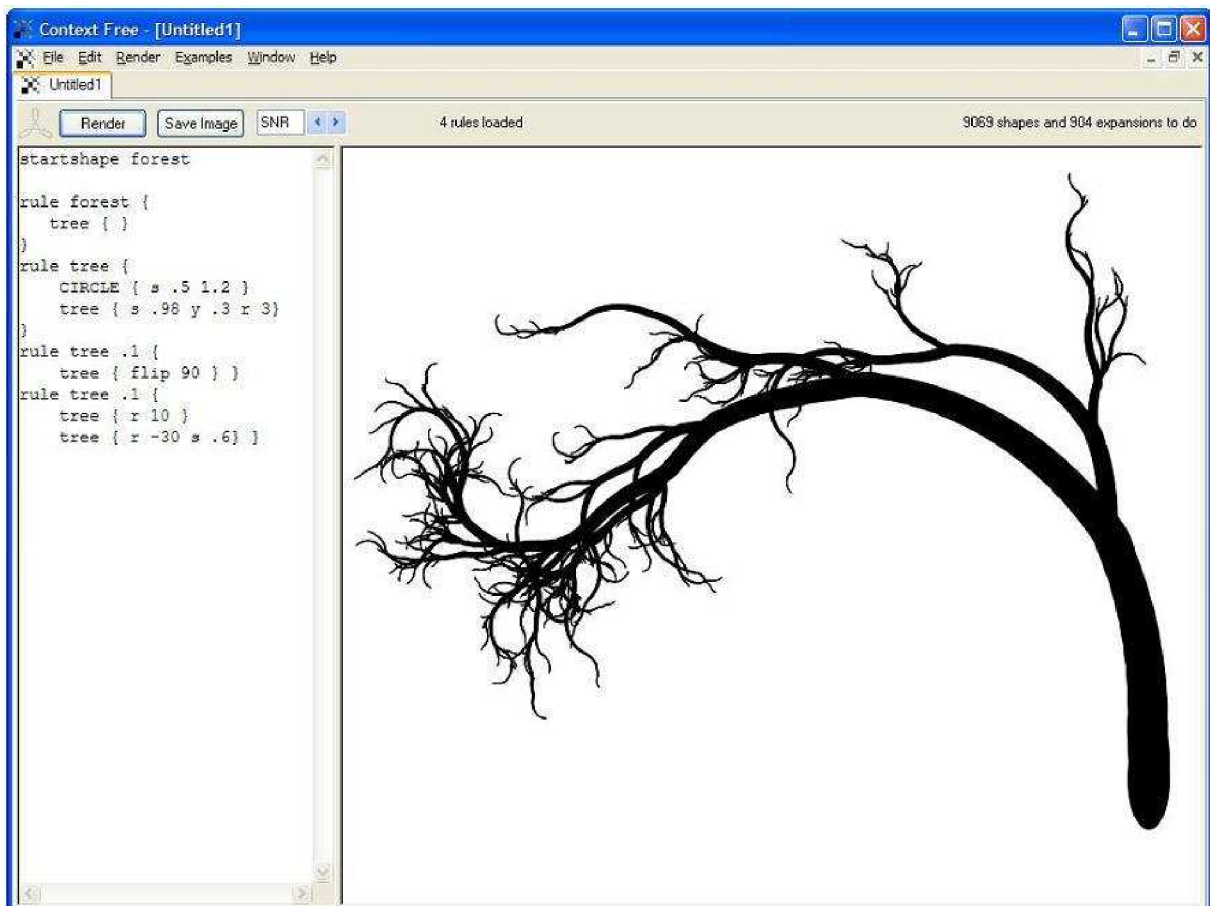 Context Free - [Untitled1]
File Edit Render Examples Window Help
Untitled1
Render Save Image SNR 4 rules loaded 9069 shapes and 904 expansions to do
startshape forest
rule forest {
tree { }
}
rule tree {
CIRCLE { s .5 1.2 }
tree { s .98 y .3 r 3}
}
rule tree .1 {
tree { flip 90 } }
rule tree .1 {
tree { r 10 }
tree { r -30 s .6} }